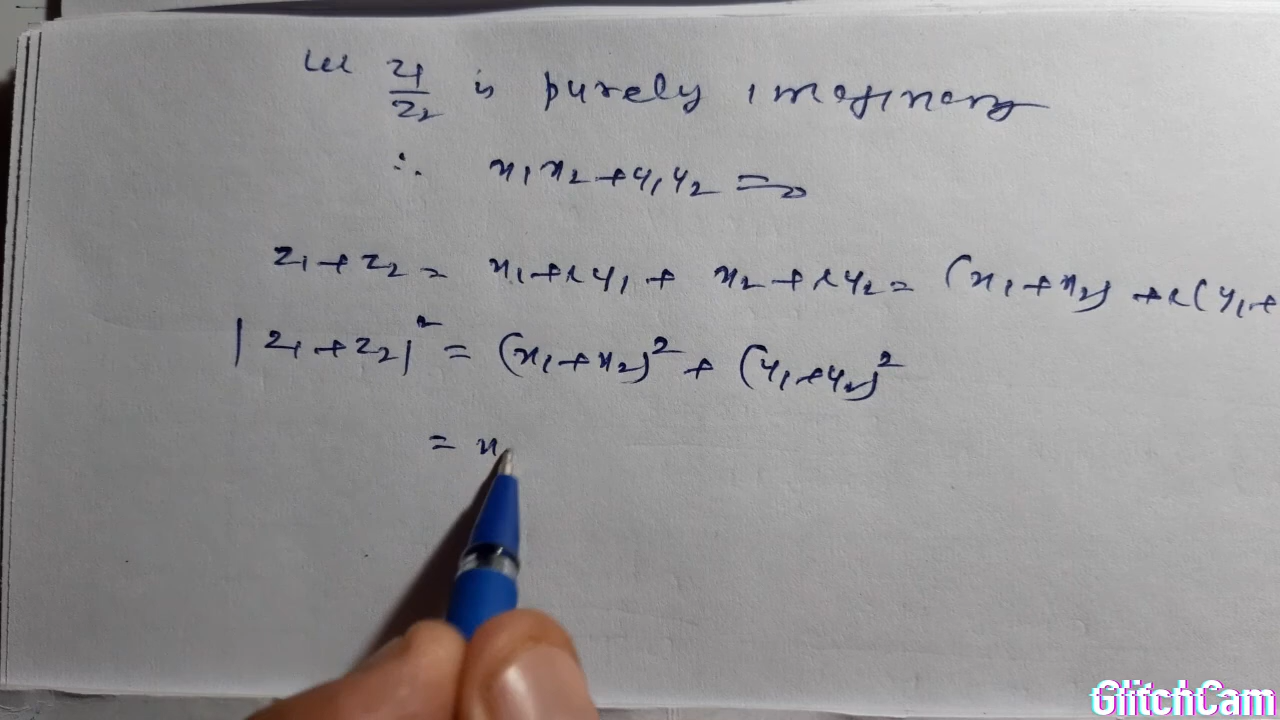 Let z₁/z₂ is purely imaginary
∴ x₁x₂ + y₁y₂ = 0
z₁ + z₂ = x₁ + iy₁ + x₂ + iy₂ = (x₁ + x₂) + i(y₁ +
|z₁ + z₂|² = (x₁ + x₂)² + (y₁ + y₂)²
= x
GlitchCam